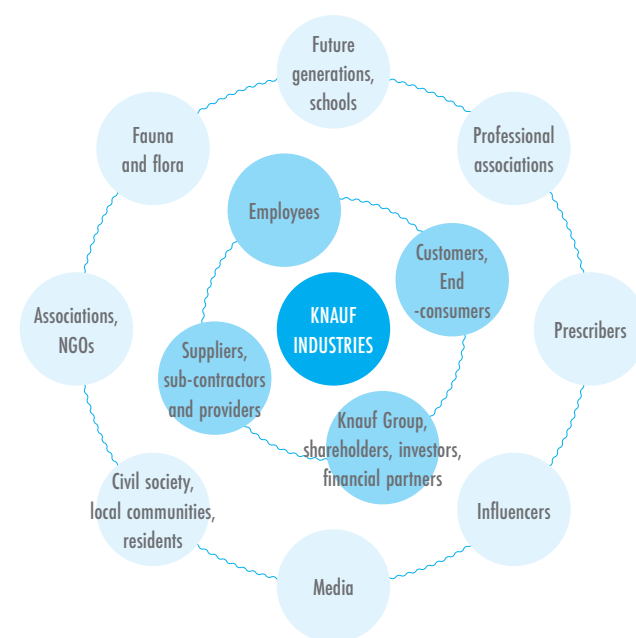 Future
generations,
schools
Fauna
and flora
Professional
associations
Employees
Customers,
End
-consumers
Associations,
NGOs
KNAUF
INDUSTRIES
Prescribers
Suppliers,
sub-contractors
and providers
Knauf Group,
shareholders, investors,
financial partners
Civil society,
local communities,
residents
Influencers
Media